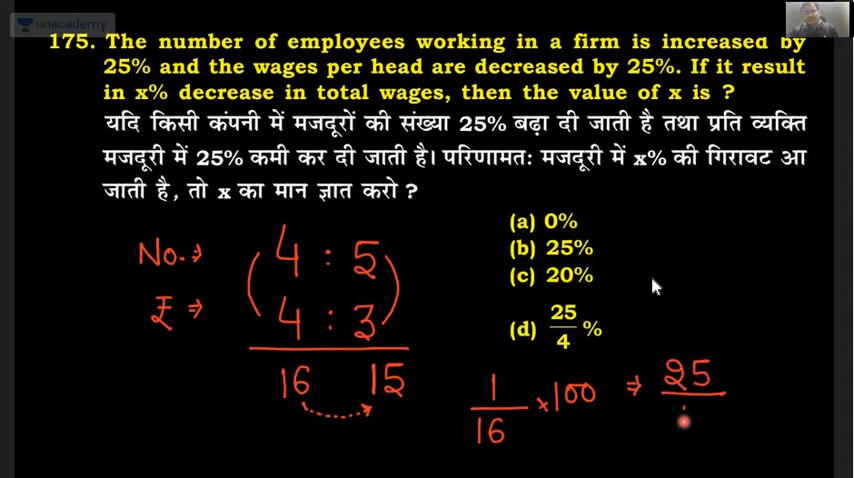 unacademy
175. The number of employees working in a firm is increased by
25% and the wages per head are decreased by 25%. If it result
in x% decrease in total wages, then the value of x is ?
यदि किसी कंपनी में मजदूरों की संख्या 25% बढ़ा दी जाती है तथा प्रति व्यक्ति
मजदूरी में 25% कमी कर दी जाती है। परिणामतः मजदूरी में x% की गिरावट आ
जाती है, तो x का मान ज्ञात करो ?
(a) 0%
(b) 25%
(c) 20%
(d) 25/4 %
No. ⇒ 4 : 5
₹ ⇒ 4 : 3
16 15
1/16 × 100 ⇒ 25/